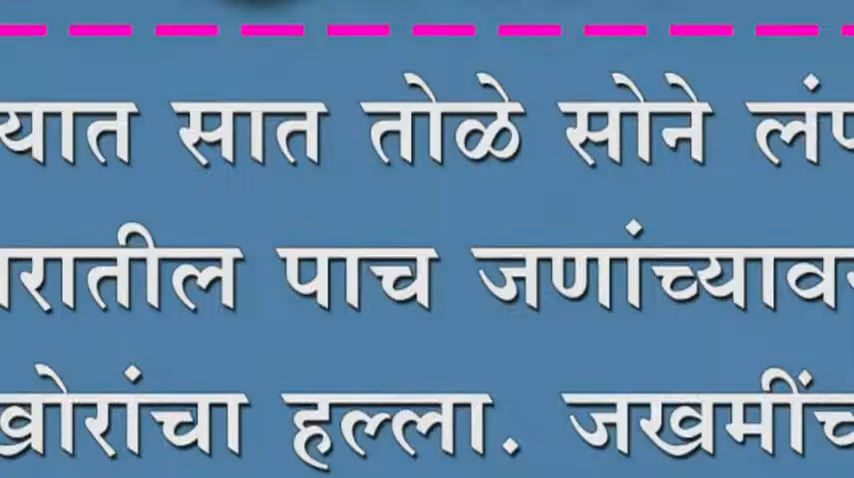 यात सात तोळे सोने लंप
रातील पाच जणांच्याव
खोरांचा हल्ला. जखमींच